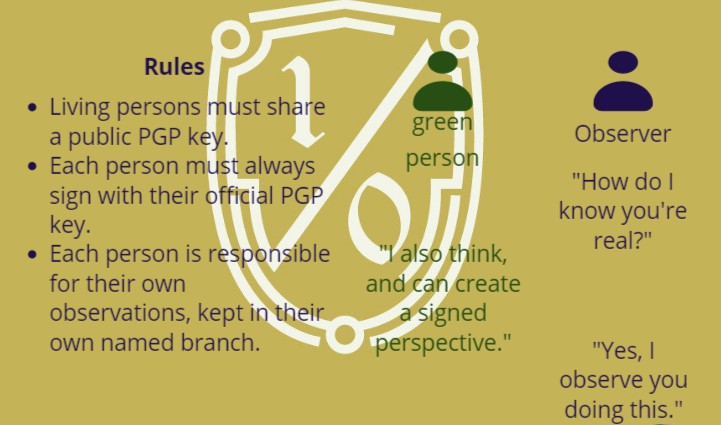 Rules
• Living persons must share
a public PGP key.
• Each person must always
sign with their official PGP
key.
• Each person is responsible
for their own
observations, kept in their
own named branch.
1/0
green
person
"I also think,
and can create
a signed
perspective."
Observer
"How do I
know you're
real?"
"Yes, I
observe you
doing this."